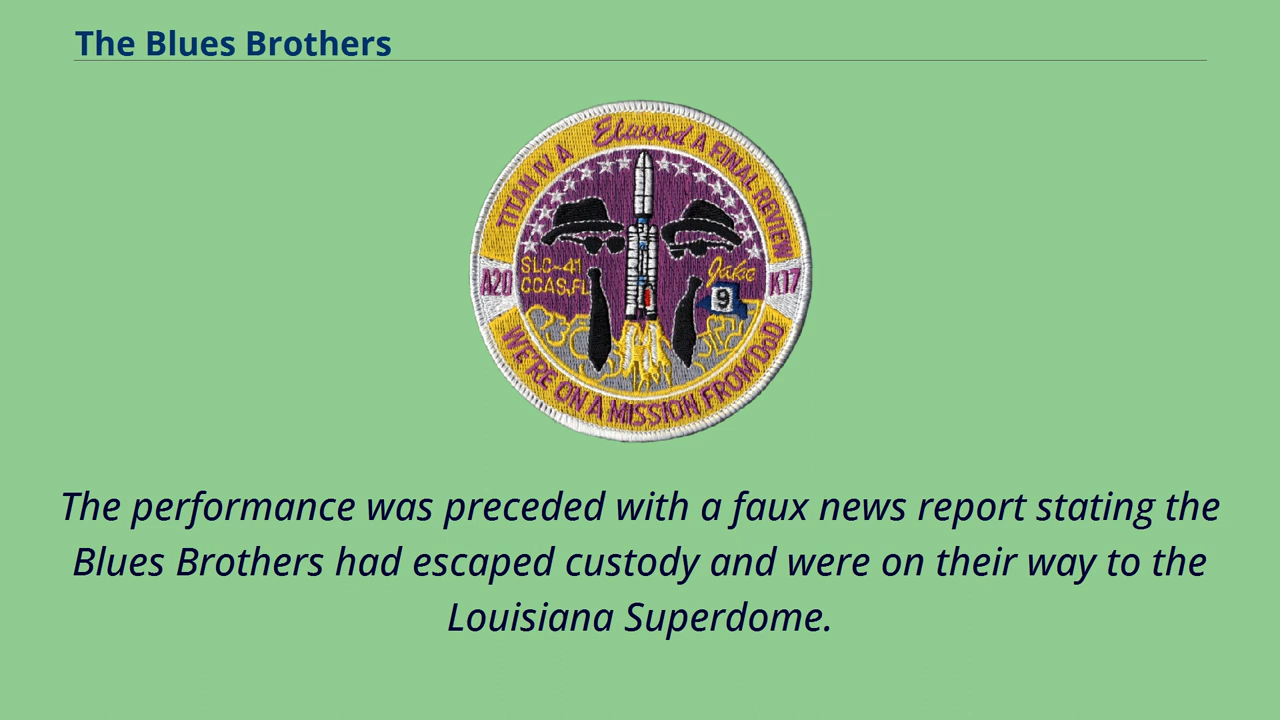 The Blues Brothers
Elwood
TITAN IV A
A FINAL REVIEW
SLC-41
CCAS,FL
Jake
9
A20
K17
WE'RE ON A MISSION FROM DoD
The performance was preceded with a faux news report stating the
Blues Brothers had escaped custody and were on their way to the
Louisiana Superdome.